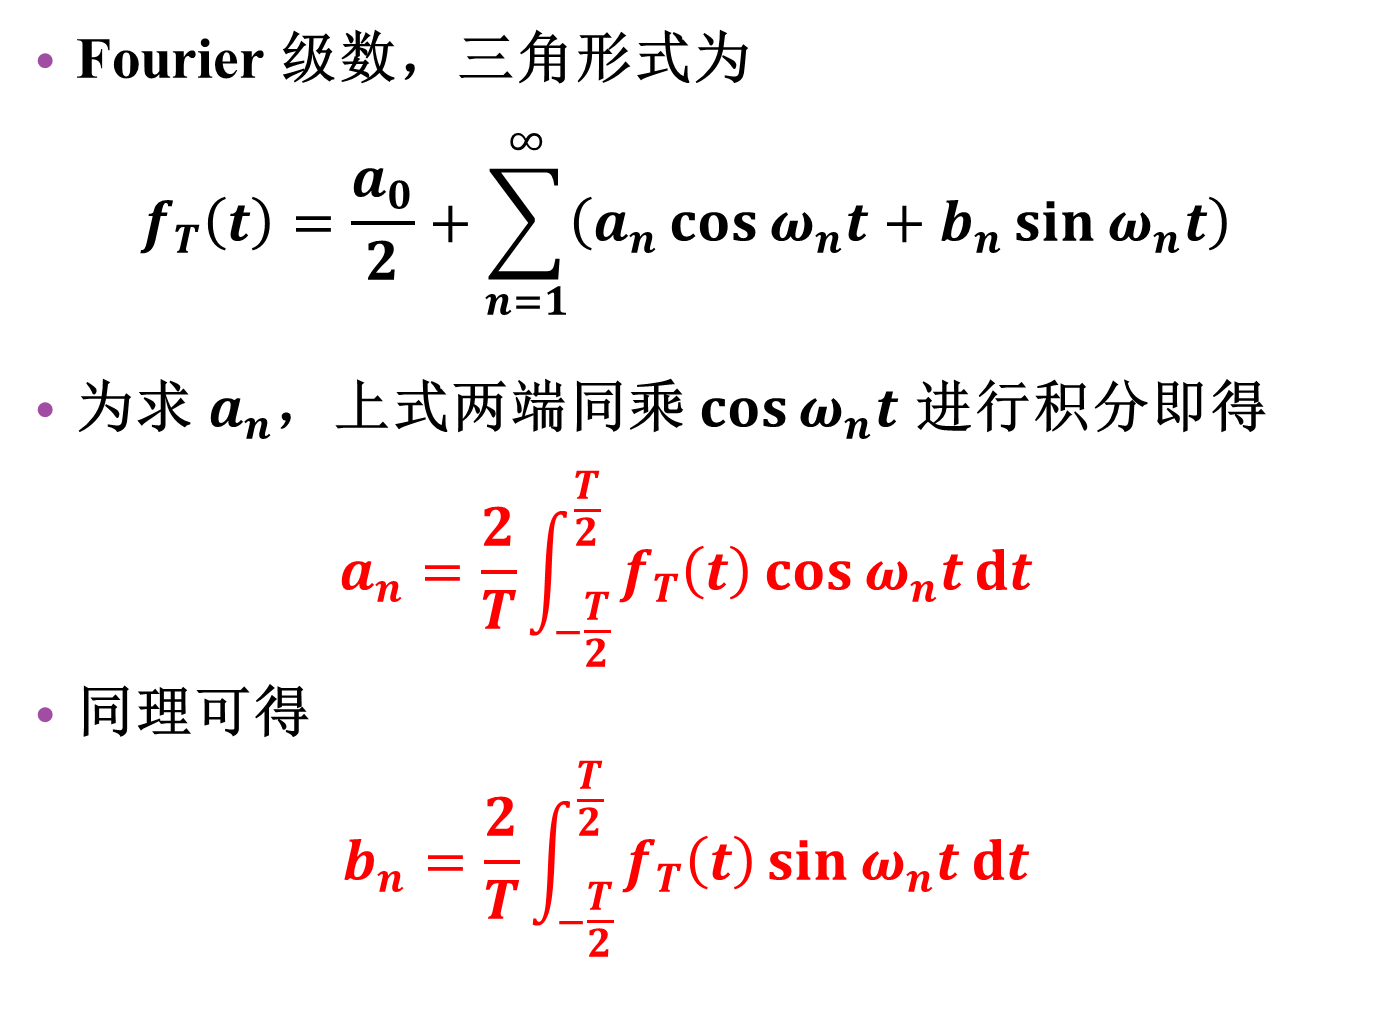 • Fourier 级数，三角形式为
f_T(t) = a_0/2 + ∑_{n=1}^{∞} (a_n cos ω_n t + b_n sin ω_n t)
• 为求 a_n，上式两端同乘 cos ω_n t 进行积分即得
a_n = 2/T ∫_{-T/2}^{T/2} f_T(t) cos ω_n t dt
• 同理可得
b_n = 2/T ∫_{-T/2}^{T/2} f_T(t) sin ω_n t dt